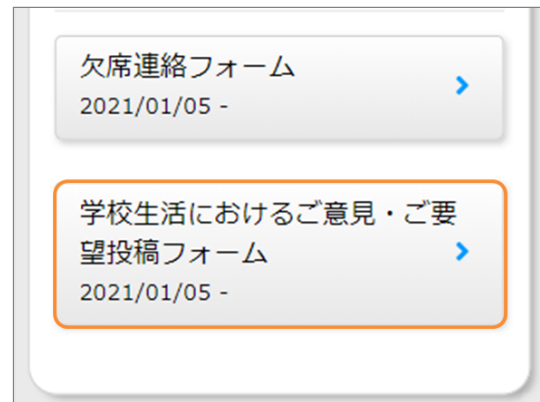 欠席連絡フォーム
2021/01/05 -
学校生活におけるご意見・ご要
望投稿フォーム
2021/01/05 -